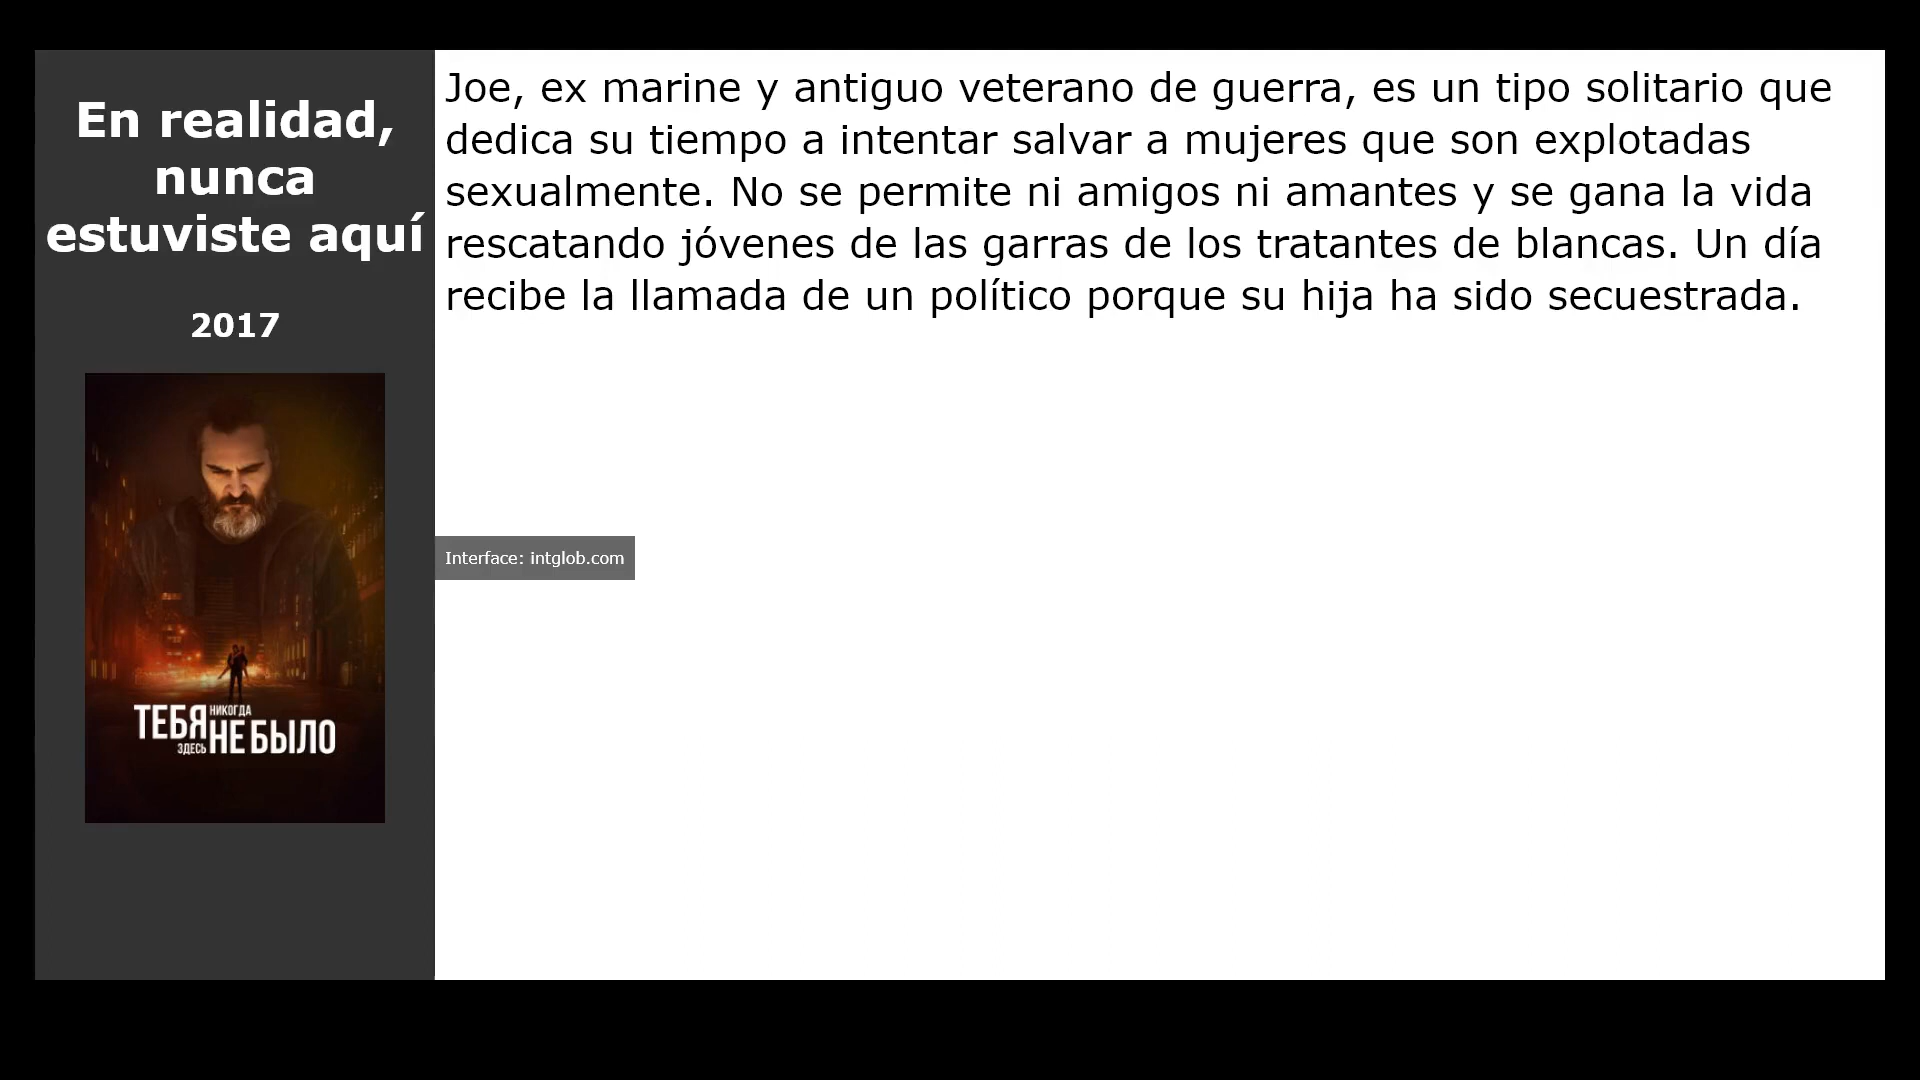 En realidad,
nunca
estuviste aquí
2017
ТЕБЯ НИКОГДА
ЗДЕСЬ НЕ БЫЛО
Joe, ex marine y antiguo veterano de guerra, es un tipo solitario que
dedica su tiempo a intentar salvar a mujeres que son explotadas
sexualmente. No se permite ni amigos ni amantes y se gana la vida
rescatando jóvenes de las garras de los tratantes de blancas. Un día
recibe la llamada de un político porque su hija ha sido secuestrada.
Interface: intglob.com